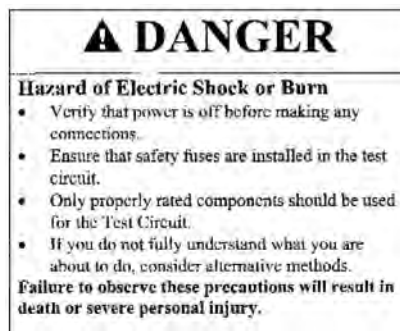 ⚠ DANGER
Hazard of Electric Shock or Burn
• Verify that power is off before making any
connections.
• Ensure that safety fuses are installed in the test
circuit.
• Only properly rated components should be used
for the Test Circuit.
• If you do not fully understand what you are
about to do, consider alternative methods.
Failure to observe these precautions will result in
death or severe personal injury.